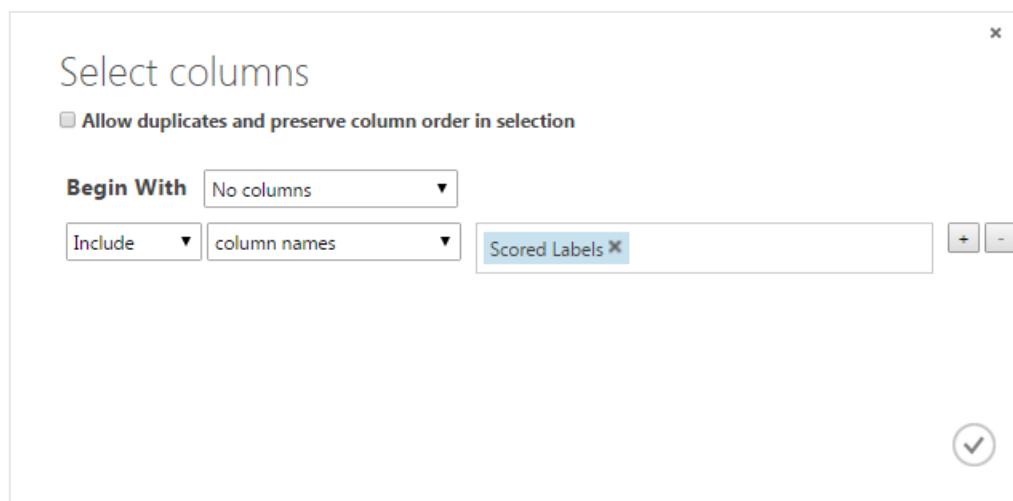 Select columns
Allow duplicates and preserve column order in selection
Begin With No columns
Include column names Scored Labels
+ -